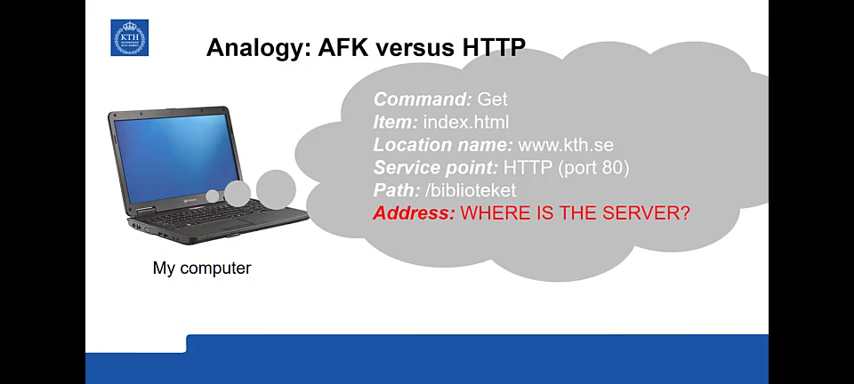 KTH
Analogy: AFK versus HTTP
Command: Get
Item: index.html
Location name: www.kth.se
Service point: HTTP (port 80)
Path: /biblioteket
Address: WHERE IS THE SERVER?
My computer